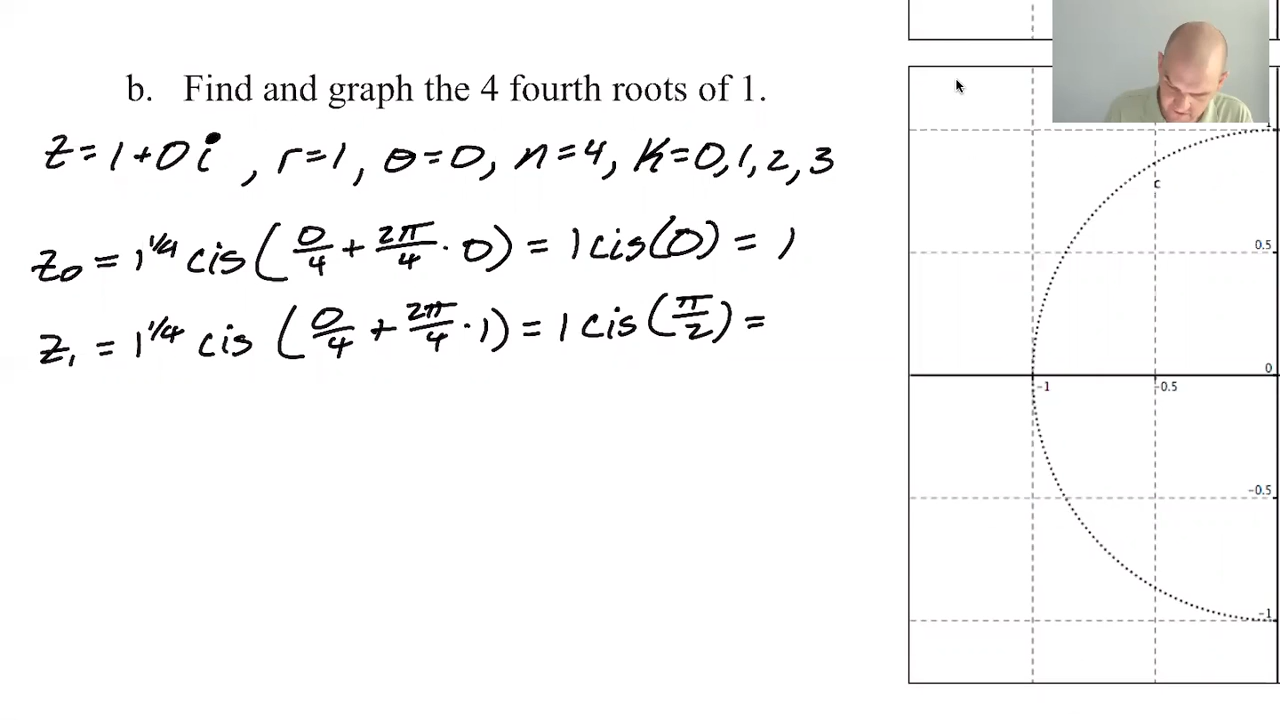 b. Find and graph the 4 fourth roots of 1.
z = 1 + 0i, r = 1, θ = 0, n = 4, k = 0, 1, 2, 3
z₀ = 1^{1/4} cis(0/4 + 2π/4 · 0) = 1 cis(0) = 1
z₁ = 1^{1/4} cis(0/4 + 2π/4 · 1) = 1 cis(π/2) =
1
c
0.5
0
-1
-0.5
-0.5
-1